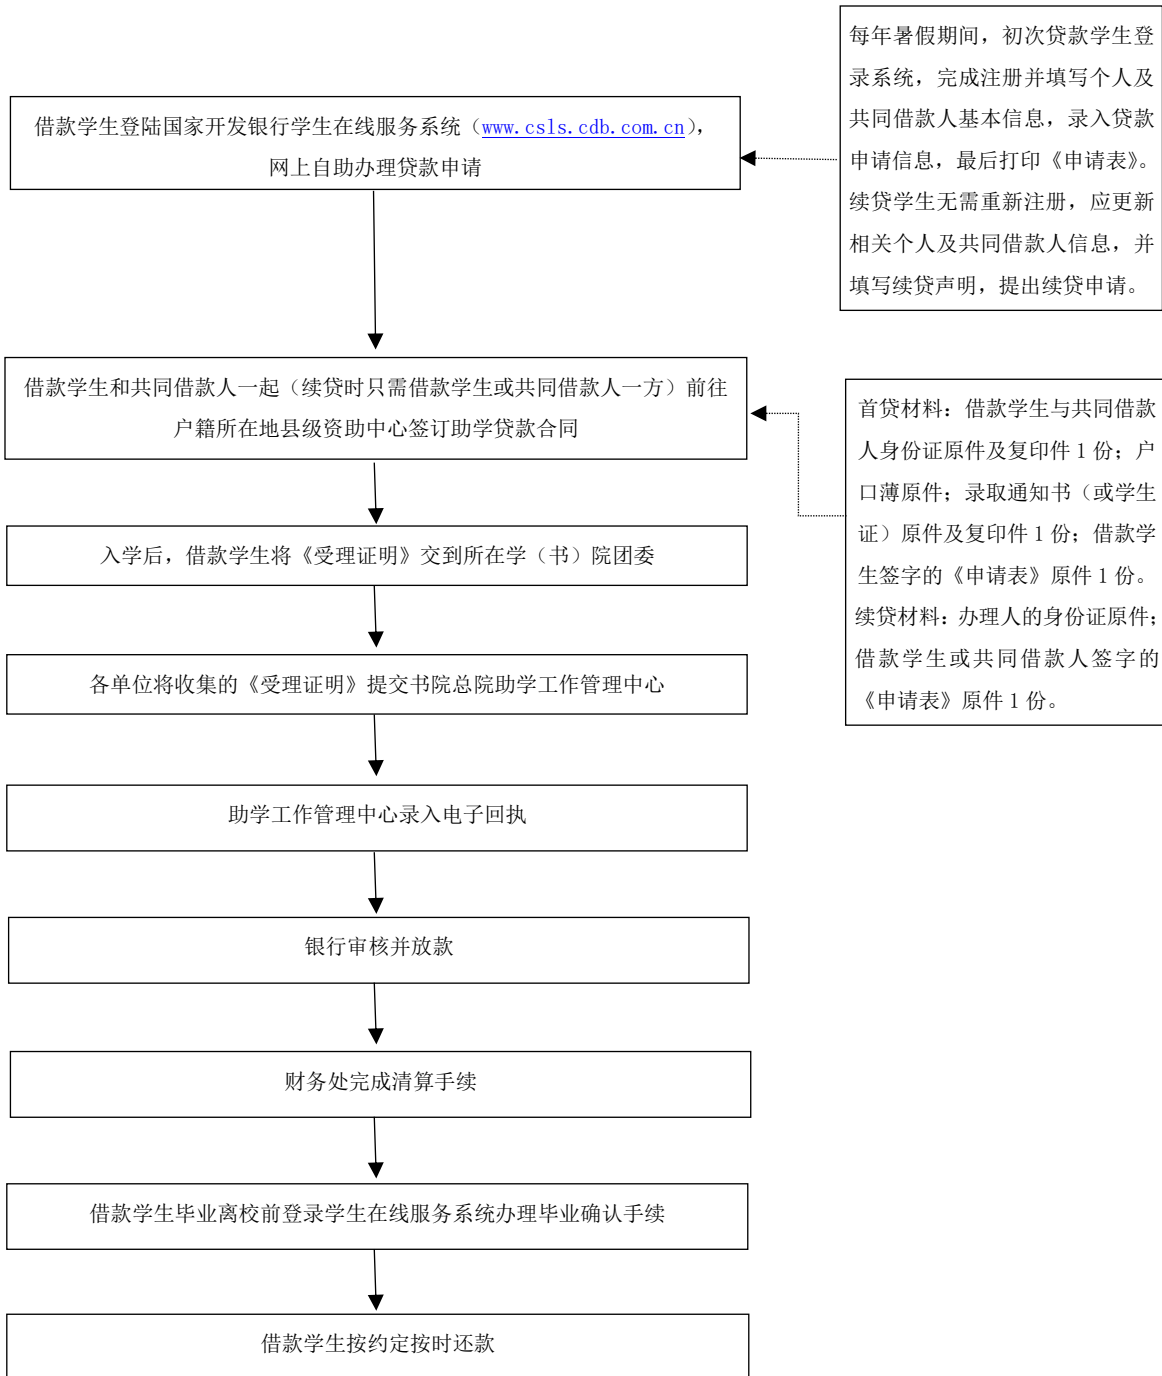 每年暑假期间，初次贷款学生登
录系统，完成注册并填写个人及
共同借款人基本信息，录入贷款
申请信息，最后打印《申请表》。
续贷学生无需重新注册，应更新
相关个人及共同借款人信息，并
填写续贷声明，提出续贷申请。
借款学生登陆国家开发银行学生在线服务系统（www.csls.cdb.com.cn），
网上自助办理贷款申请
借款学生和共同借款人一起（续贷时只需借款学生或共同借款人一方）前往
户籍所在地县级资助中心签订助学贷款合同
首贷材料：借款学生与共同借款
人身份证原件及复印件 1 份；户
口薄原件；录取通知书（或学生
证）原件及复印件 1 份；借款学
生签字的《申请表》原件 1 份。
续贷材料：办理人的身份证原件；
借款学生或共同借款人签字的
《申请表》原件 1 份。
入学后，借款学生将《受理证明》交到所在学（书）院团委
各单位将收集的《受理证明》提交书院总院助学工作管理中心
助学工作管理中心录入电子回执
银行审核并放款
财务处完成清算手续
借款学生毕业离校前登录学生在线服务系统办理毕业确认手续
借款学生按约定按时还款